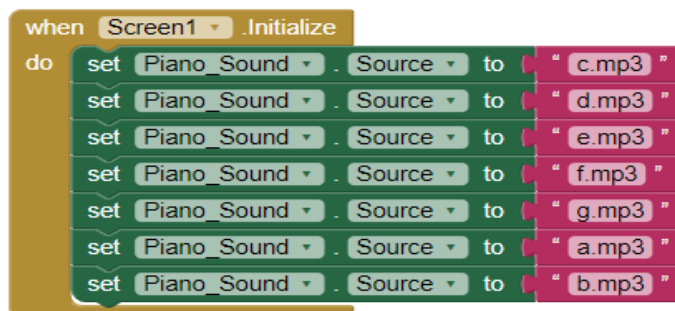 when Screen1 .Initialize
do set Piano_Sound . Source to " c.mp3 "
set Piano_Sound . Source to " d.mp3 "
set Piano_Sound . Source to " e.mp3 "
set Piano_Sound . Source to " f.mp3 "
set Piano_Sound . Source to " g.mp3 "
set Piano_Sound . Source to " a.mp3 "
set Piano_Sound . Source to " b.mp3 "